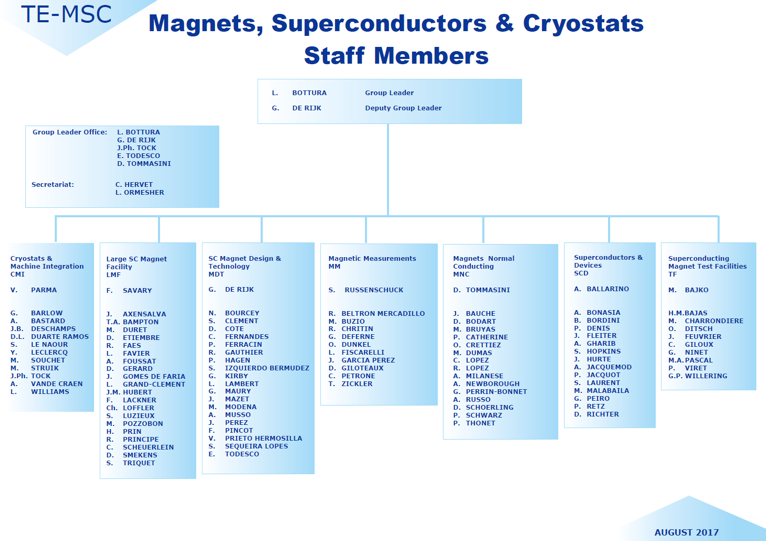 TE-MSC
Magnets, Superconductors & Cryostats
Staff Members
L. BOTTURA Group Leader
G. DE RIJK Deputy Group Leader
Group Leader Office: L. BOTTURA
G. DE RIJK
J.Ph. TOCK
E. TODESCO
D. TOMMASINI
Secretariat: C. HERVET
L. ORMESHER
Cryostats &
Machine Integration
CMI
V. PARMA
G. BARLOW
A. BASTARD
J.B. DESCHAMPS
D.L. DUARTE RAMOS
S. LE NAOUR
Y. LECLERCQ
M. SOUCHET
M. STRUIK
J.Ph. TOCK
A. VANDE CRAEN
L. WILLIAMS
Large SC Magnet
Facility
LMF
F. SAVARY
J. AXENSALVA
T.A. BAMPTON
M. DURET
D. ETIEMBRE
R. FAES
L. FAVIER
A. FOUSSAT
D. GERARD
J. GOMES DE FARIA
L. GRAND-CLEMENT
J.M. HUBERT
F. LACKNER
Ch. LOFFLER
S. LUZIEUX
M. POZZOBON
H. PRIN
R. PRINCIPE
C. SCHEUERLEIN
D. SMEKENS
S. TRIQUET
SC Magnet Design &
Technology
MDT
G. DE RIJK
N. BOURCEY
S. CLEMENT
D. COTE
C. FERNANDES
P. FERRACIN
R. GAUTHIER
P. HAGEN
S. IZQUIERDO BERMUDEZ
G. KIRBY
L. LAMBERT
G. MAURY
J. MAZET
M. MODENA
A. MUSSO
J. PEREZ
F. PINCOT
V. PRIETO HERMOSILLA
S. SEQUEIRA LOPES
E. TODESCO
Magnetic Measurements
MM
S. RUSSENSCHUCK
R. BELTRON MERCADILLO
M. BUZIO
R. CHRITIN
G. DEFERNE
O. DUNKEL
L. FISCARELLI
J. GARCIA PEREZ
D. GILOTEAUX
C. PETRONE
T. ZICKLER
Magnets Normal
Conducting
MNC
D. TOMMASINI
J. BAUCHE
D. BODART
M. BRUYAS
P. CATHERINE
O. CRETTIEZ
M. DUMAS
C. LOPEZ
R. LOPEZ
A. MILANESE
A. NEWBOROUGH
G. PERRIN-BONNET
A. RUSSO
D. SCHOERLING
P. SCHWARZ
P. THONET
Superconductors &
Devices
SCD
A. BALLARINO
A. BONASIA
B. BORDINI
P. DENIS
J. FLEITER
A. GHARIB
S. HOPKINS
J. HURTE
A. JACQUEMOD
P. JACQUOT
S. LAURENT
M. MALABAILA
G. PEIRO
P. RETZ
D. RICHTER
Superconducting
Magnet Test Facilities
TF
M. BAJKO
H.M.BAJAS
M. CHARRONDIERE
O. DITSCH
J. FEUVRIER
C. GILOUX
G. NINET
M.A.PASCAL
P. VIRET
G.P. WILLERING
AUGUST 2017